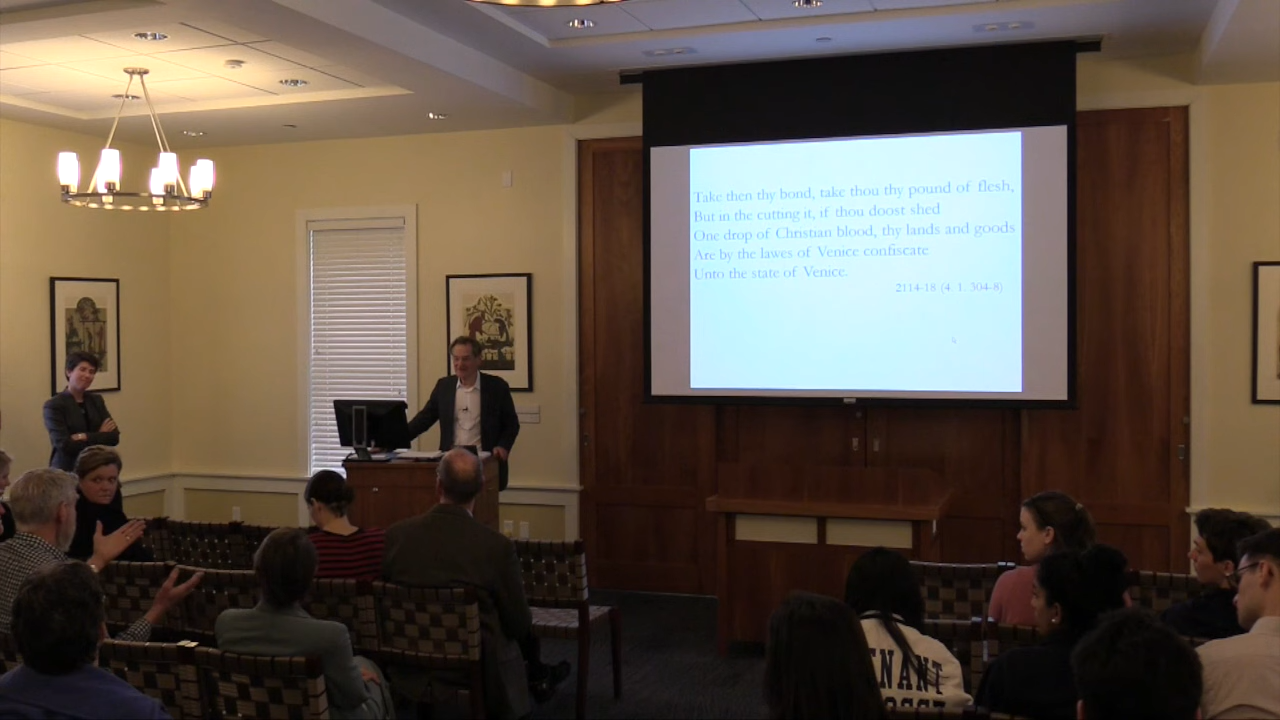 Take then thy bond, take thou thy pound of flesh,
But in the cutting it, if thou doost shed
One drop of Christian blood, thy lands and goods
Are by the lawes of Venice confiscate
Unto the state of Venice.
2114-18 (4. 1. 304-8)
NANT